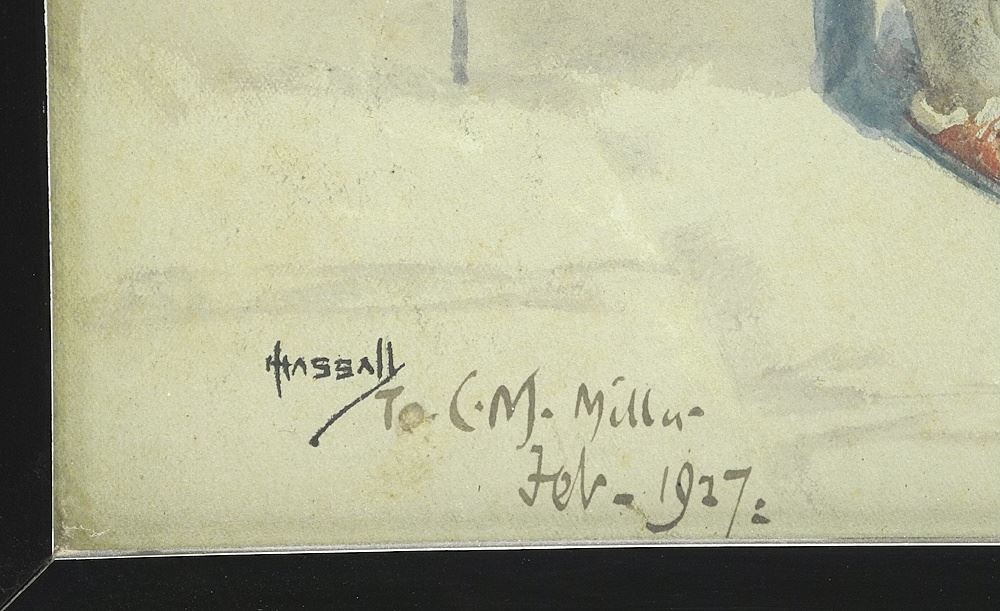 HASSALL
To C.M. Miller
Feb - 1927: